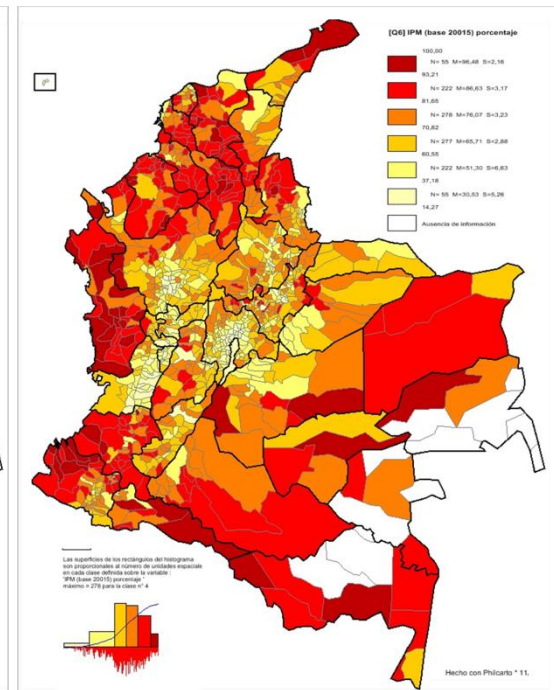 [Q6] IPM (base 20015) porcentaje
100,00
N= 55 M=96,48 S=2,16
93,21
N= 222 M=86,63 S=3,17
81,65
N= 278 M=76,07 S=3,23
70,82
N= 277 M=65,71 S=2,88
60,55
N= 222 M=51,30 S=6,63
37,18
N= 55 M=30,53 S=5,26
14,27
Ausencia de información
Las superficies de los rectángulos del histograma
son proporcionales al número de unidades espaciale
en cada clase definida sobre la variable :
'IPM (base 20015) porcentaje '
máximo = 278 para la clase n° 4
Hecho con Philcarto * 11.